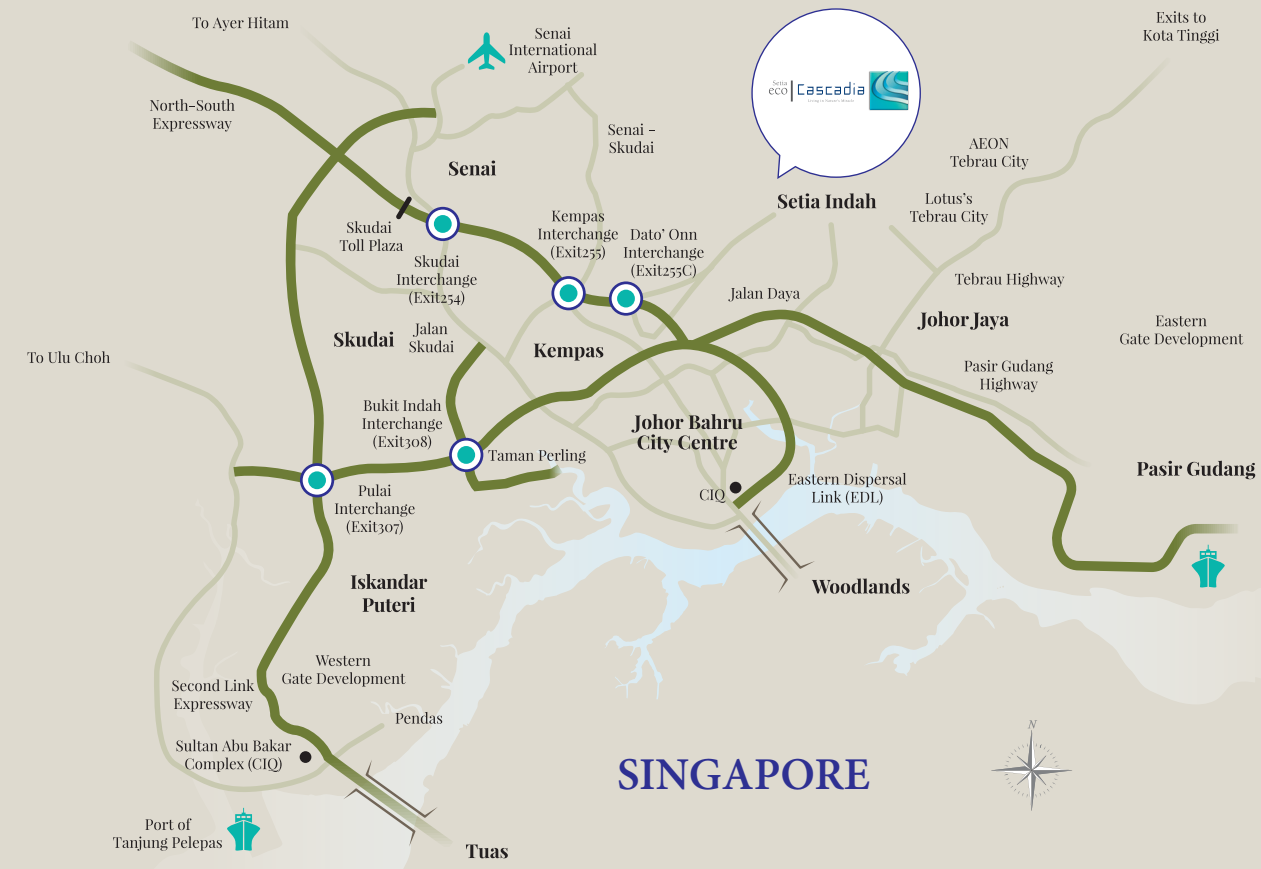 To Ayer Hitam
Senai
International
Airport
Exits to
Kota Tinggi
Setia
eco
Cascadia
North-South
Expressway
Senai –
Skudai
AEON
Tebrau City
Senai
Setia Indah
Lotus's
Tebrau City
Skudai
Toll Plaza
Kempas
Interchange
(Exit255)
Dato' Onn
Interchange
(Exit255C)
Skudai
Interchange
(Exit254)
Tebrau Highway
Jalan Daya
Johor Jaya
Eastern
Gate Development
Skudai
Jalan
Skudai
Kempas
To Ulu Choh
Pasir Gudang
Highway
Bukit Indah
Interchange
(Exit308)
Johor Bahru
City Centre
Taman Perling
Pasir Gudang
CIQ
Eastern Dispersal
Link (EDL)
Pulai
Interchange
(Exit307)
Iskandar
Puteri
Woodlands
Western
Gate Development
Second Link
Expressway
Pendas
Sultan Abu Bakar
Complex (CIQ)
N
SINGAPORE
Port of
Tanjung Pelepas
Tuas